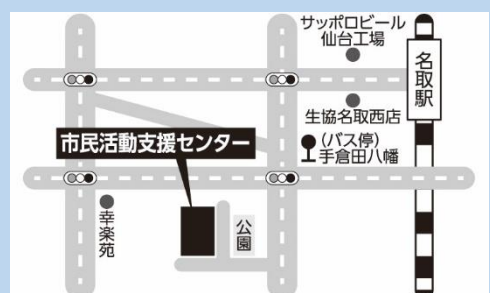 サッポロビール
仙台工場
名取駅
生協名取西店
(バス停)
手倉田八幡
市民活動支援センター
幸楽苑
公園